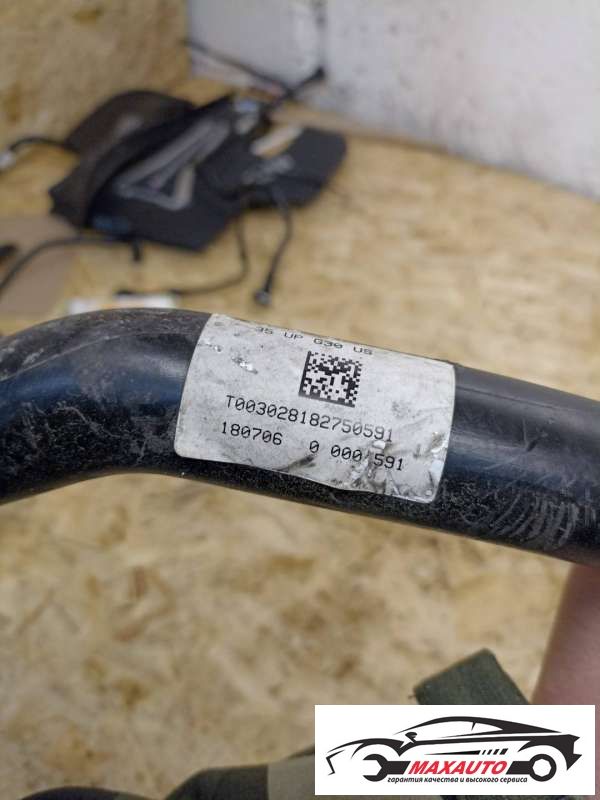 35 UP G30 US
T003028182750591
180706 0 000 591
MAXAUTO
гарантия качества и высокого сервиса